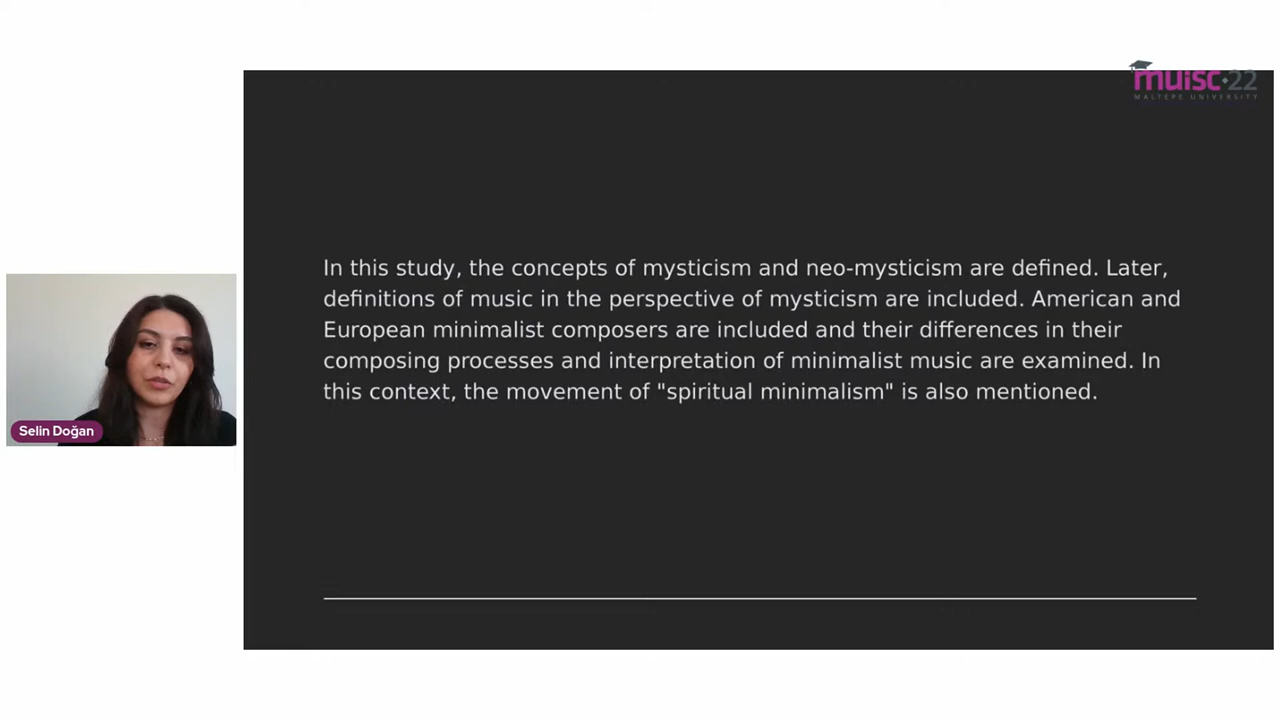 muisc·22
MALTEPE UNIVERSITY
In this study, the concepts of mysticism and neo-mysticism are defined. Later,
definitions of music in the perspective of mysticism are included. American and
European minimalist composers are included and their differences in their
composing processes and interpretation of minimalist music are examined. In
this context, the movement of "spiritual minimalism" is also mentioned.
Selin Doğan